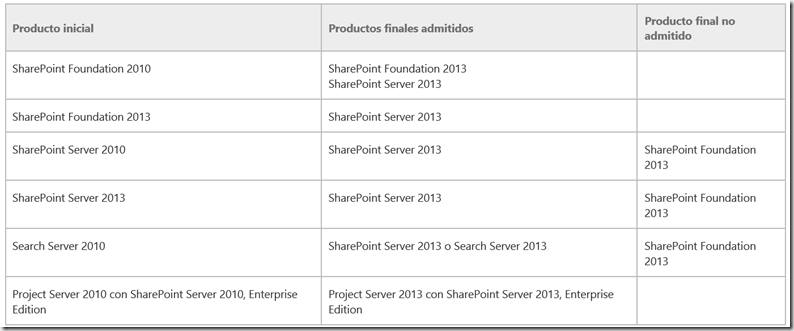 Producto inicial
Productos finales admitidos
Producto final no
admitido
SharePoint Foundation 2010
SharePoint Foundation 2013
SharePoint Server 2013
SharePoint Foundation 2013
SharePoint Server 2013
SharePoint Server 2010
SharePoint Server 2013
SharePoint Foundation
2013
SharePoint Server 2013
SharePoint Server 2013
SharePoint Foundation
2013
Search Server 2010
SharePoint Server 2013 o Search Server 2013
SharePoint Foundation
2013
Project Server 2010 con SharePoint Server 2010, Enterprise
Edition
Project Server 2013 con SharePoint Server 2013, Enterprise
Edition